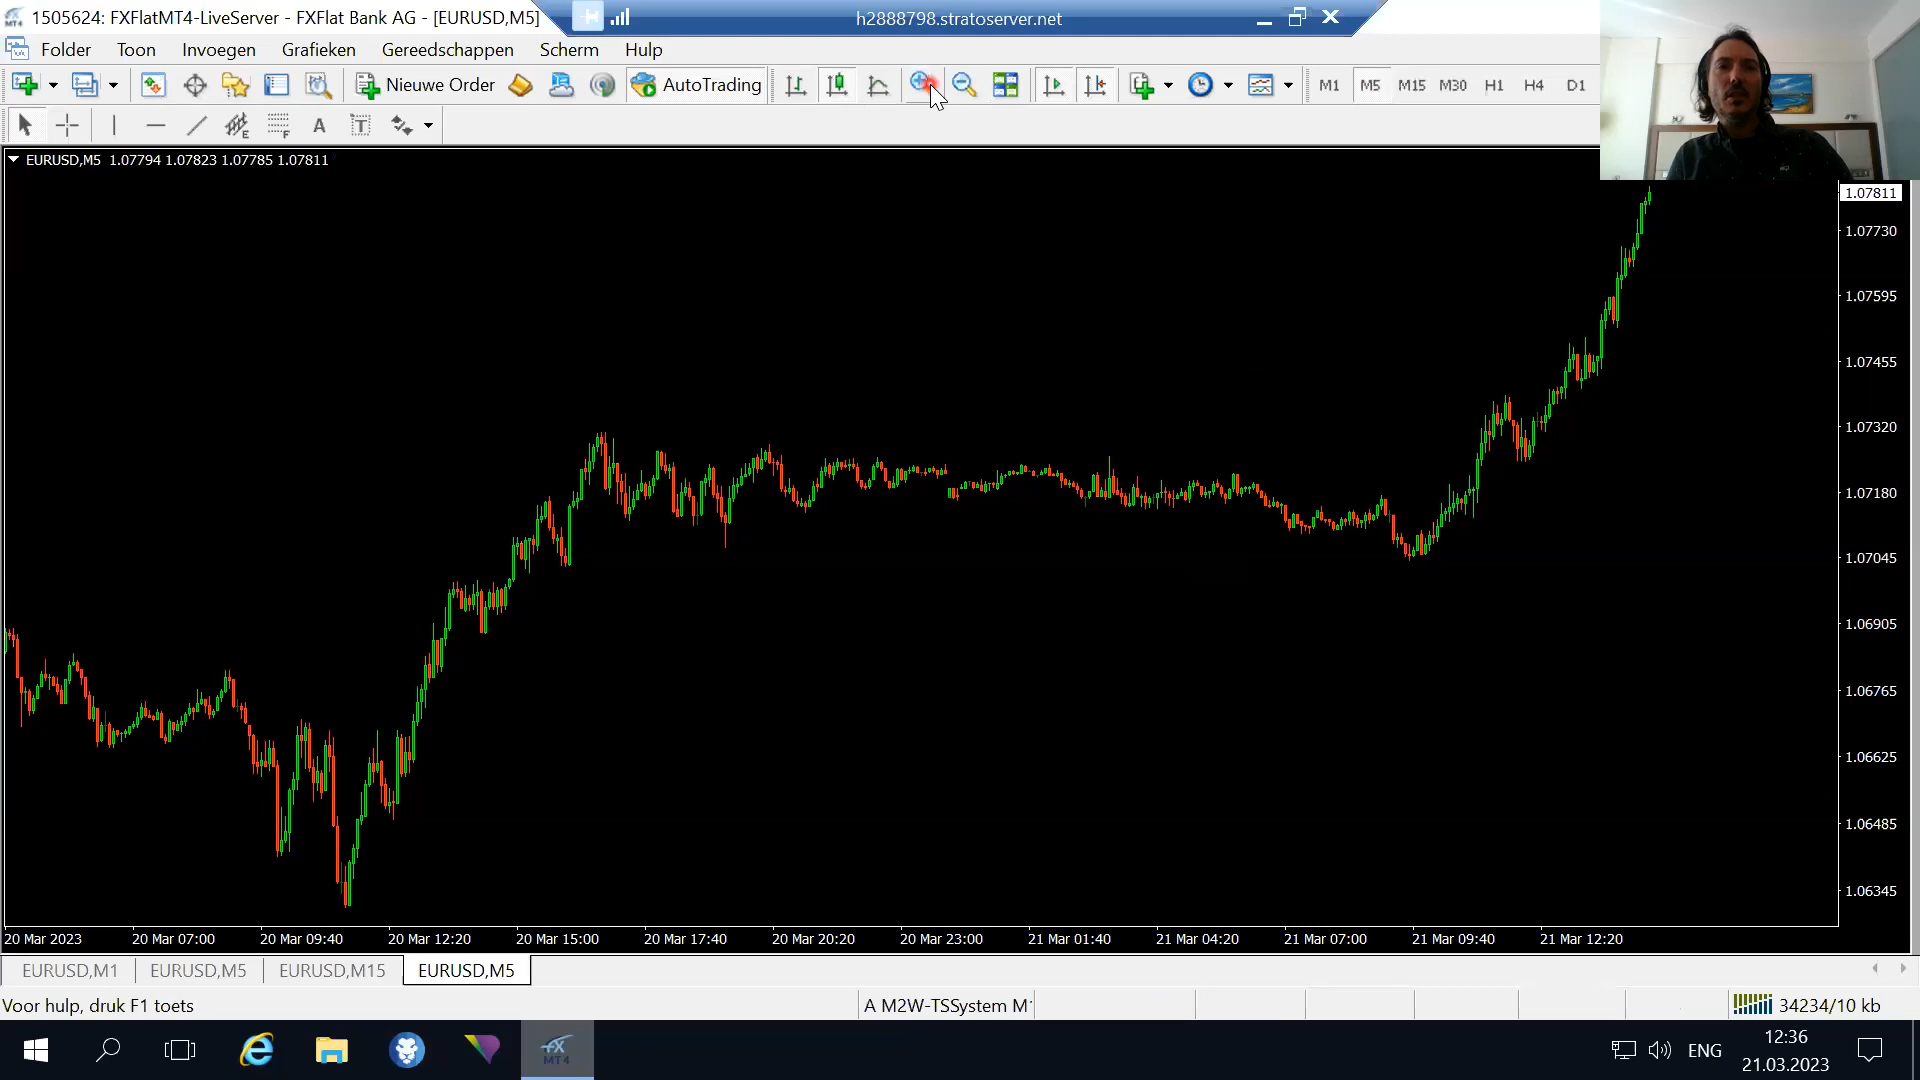 1505624: FXFlatMT4-LiveServer - FXFlat Bank AG - [EURUSD,M5]
h2888798.stratoserver.net
Folder Toon Invoegen Grafieken Gereedschappen Scherm Hulp
Nieuwe Order AutoTrading M1 M5 M15 M30 H1 H4 D1
E F A T
EURUSD,M5 1.07794 1.07823 1.07785 1.07811
1.07811
1.07730
1.07595
1.07455
1.07320
1.07180
1.07045
1.06905
1.06765
1.06625
1.06485
1.06345
20 Mar 2023 20 Mar 07:00 20 Mar 09:40 20 Mar 12:20 20 Mar 15:00 20 Mar 17:40 20 Mar 20:20 20 Mar 23:00 21 Mar 01:40 21 Mar 04:20 21 Mar 07:00 21 Mar 09:40 21 Mar 12:20
EURUSD,M1 EURUSD,M5 EURUSD,M15 EURUSD,M5
Voor hulp, druk F1 toets A M2W-TSSystem M 34234/10 kb
FX MT4 ENG 12:36
21.03.2023